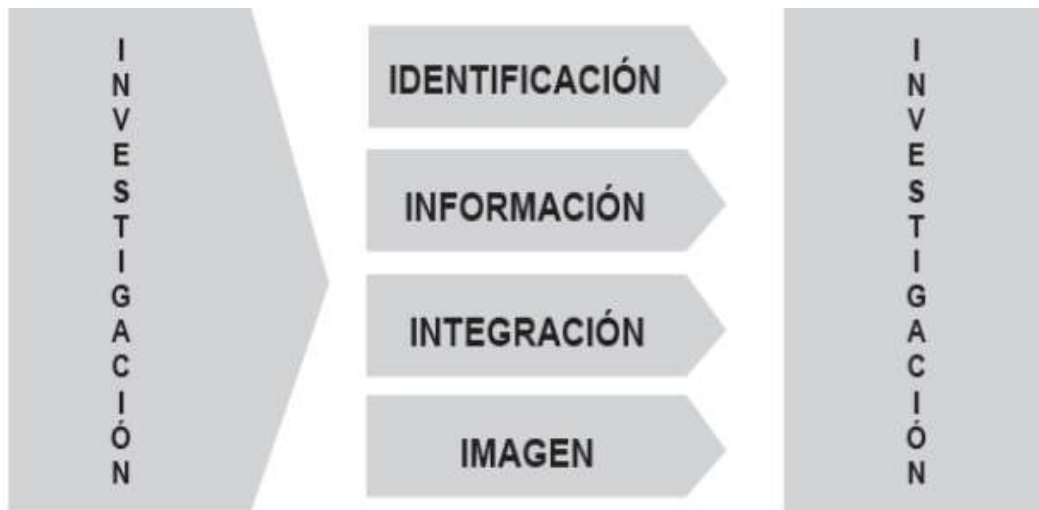 INVESTIGACIÓN
IDENTIFICACIÓN
INFORMACIÓN
INTEGRACIÓN
IMAGEN
INVESTIGACIÓN